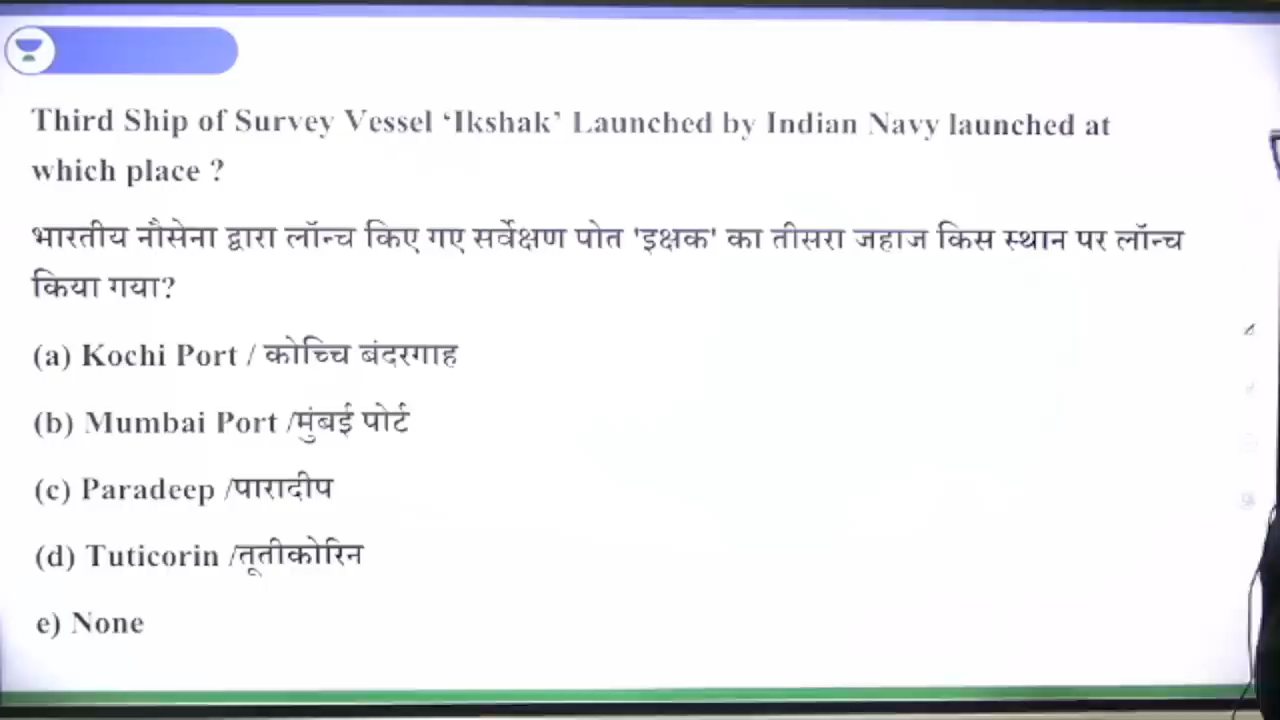 Third Ship of Survey Vessel ‘Ikshak’ Launched by Indian Navy launched at
which place ?
भारतीय नौसेना द्वारा लॉन्च किए गए सर्वेक्षण पोत 'इक्षक' का तीसरा जहाज किस स्थान पर लॉन्च
किया गया?
(a) Kochi Port / कोच्चि बंदरगाह
(b) Mumbai Port /मुंबई पोर्ट
(c) Paradeep /पारादीप
(d) Tuticorin /तूतीकोरिन
e) None